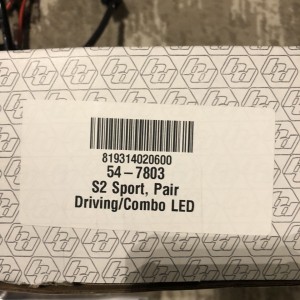 819314020600
54-7803
S2 Sport, Pair
Driving/Combo LED